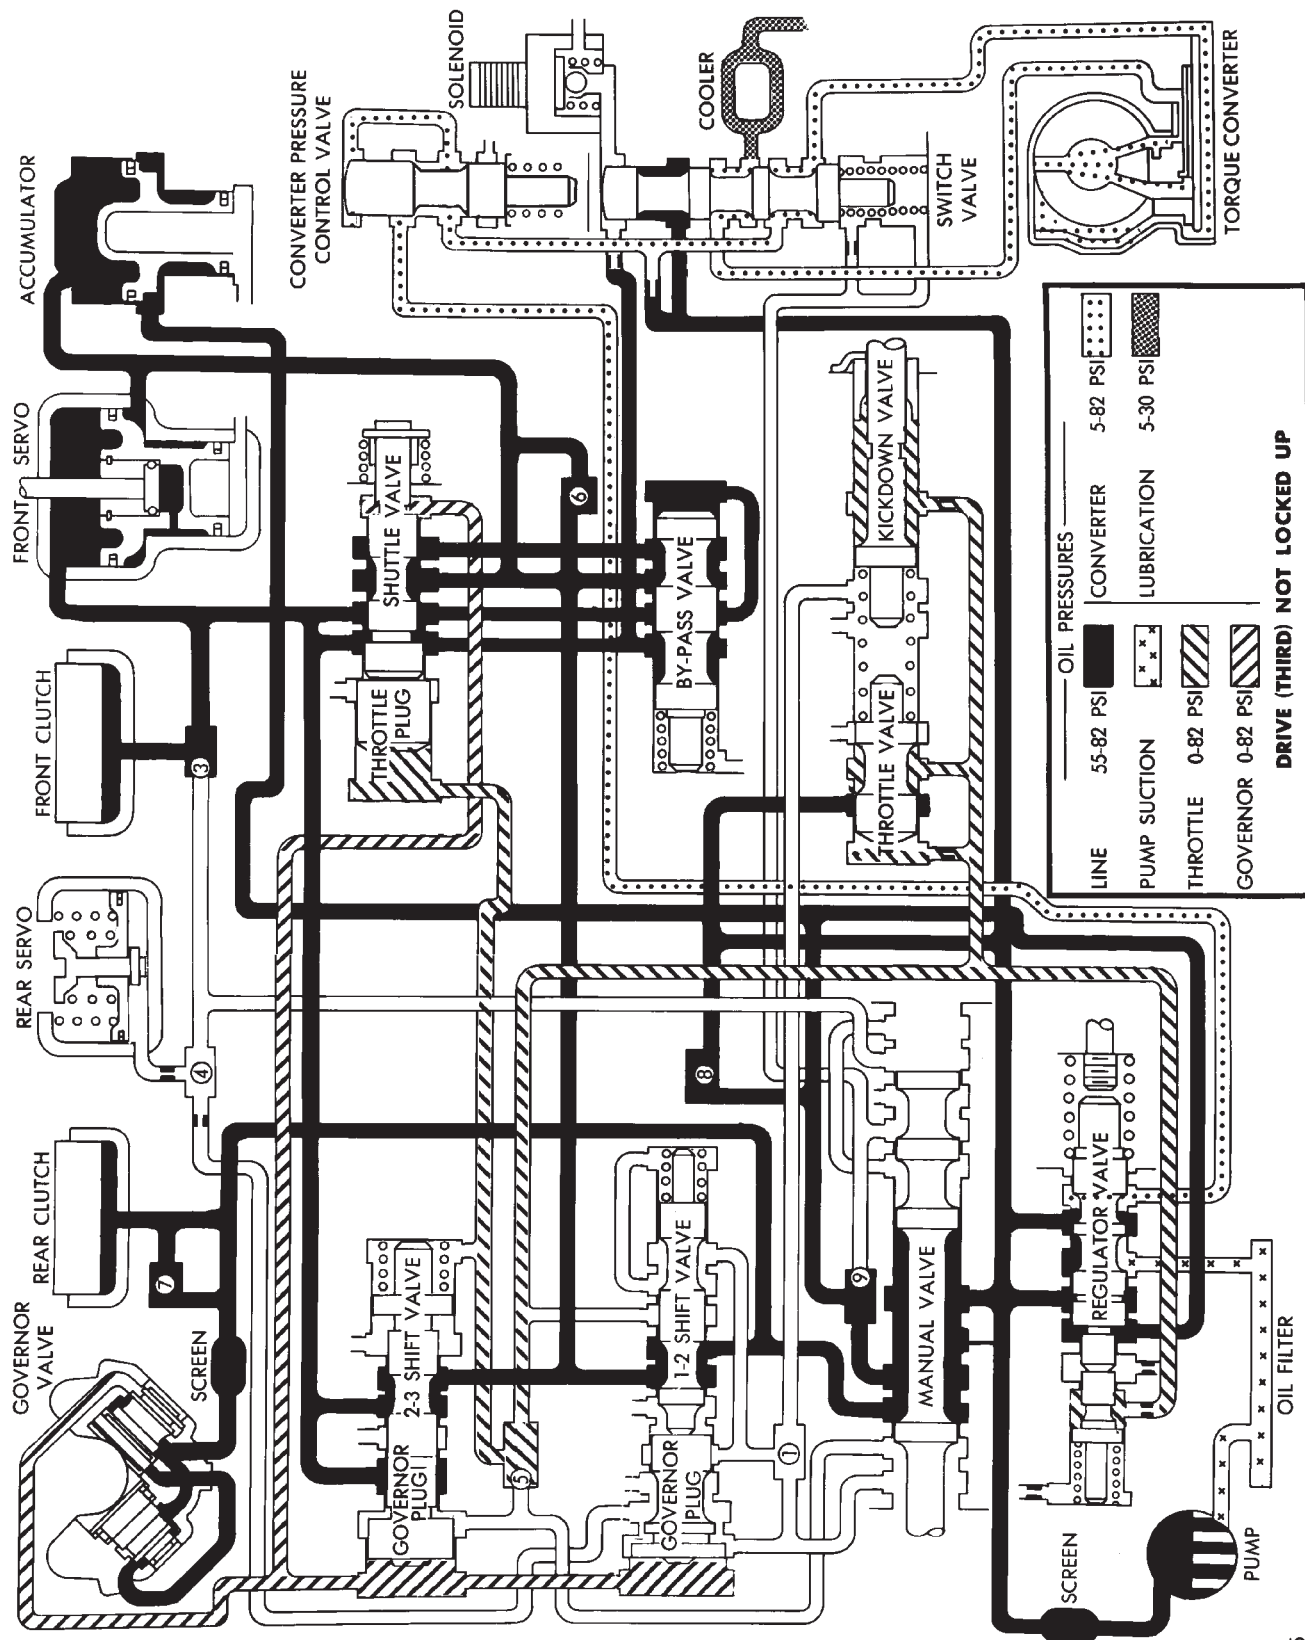 GOVERNOR
VALVE
REAR CLUTCH
REAR SERVO
FRONT CLUTCH
FRONT SERVO
ACCUMULATOR
SCREEN
7
4
3
CONVERTER PRESSURE
CONTROL VALVE
SOLENOID
GOVERNOR
PLUG
2-3 SHIFT VALVE
THROTTLE
PLUG
SHUTTLE VALVE
5
6
GOVERNOR
PLUG
1-2 SHIFT VALVE
8
BY-PASS VALVE
COOLER
1
9
MANUAL VALVE
THROTTLE VALVE
KICKDOWN VALVE
SWITCH
VALVE
REGULATOR VALVE
SCREEN
PUMP
OIL FILTER
TORQUE CONVERTER
OIL PRESSURES
LINE 55-82 PSI
CONVERTER 5-82 PSI
PUMP SUCTION
LUBRICATION 5-30 PSI
THROTTLE 0-82 PSI
GOVERNOR 0-82 PSI
DRIVE (THIRD) NOT LOCKED UP